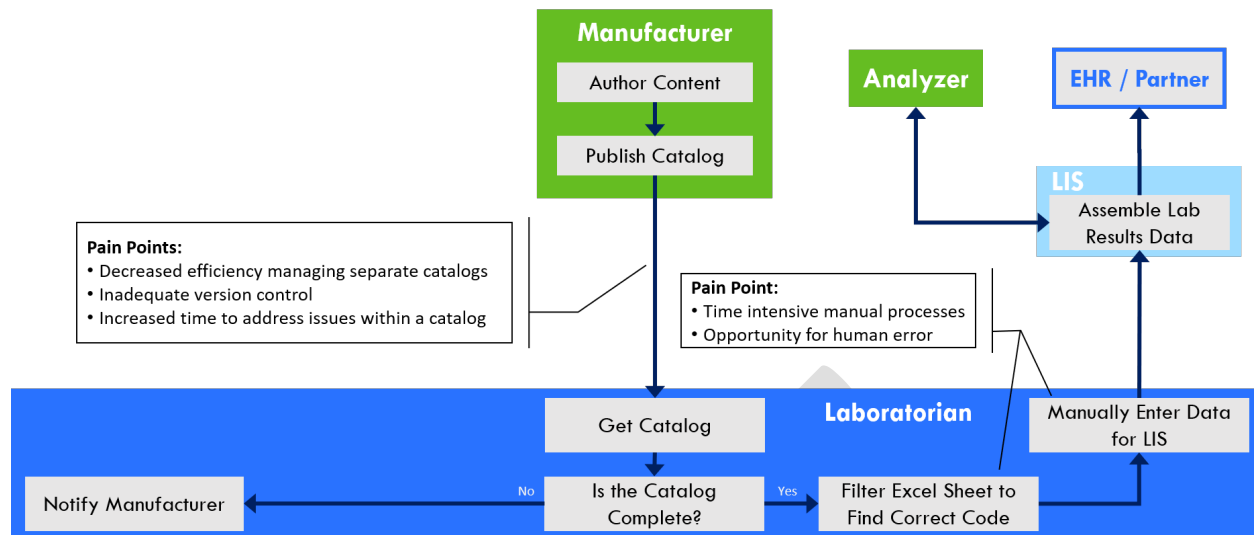 Manufacturer
Author Content
Publish Catalog
Analyzer
EHR / Partner
LIS
Assemble Lab
Results Data
Pain Points:
• Decreased efficiency managing separate catalogs
• Inadequate version control
• Increased time to address issues within a catalog
Pain Point:
• Time intensive manual processes
• Opportunity for human error
Laboratorian
Get Catalog
Manually Enter Data
for LIS
Notify Manufacturer
No
Is the Catalog
Complete?
Yes
Filter Excel Sheet to
Find Correct Code